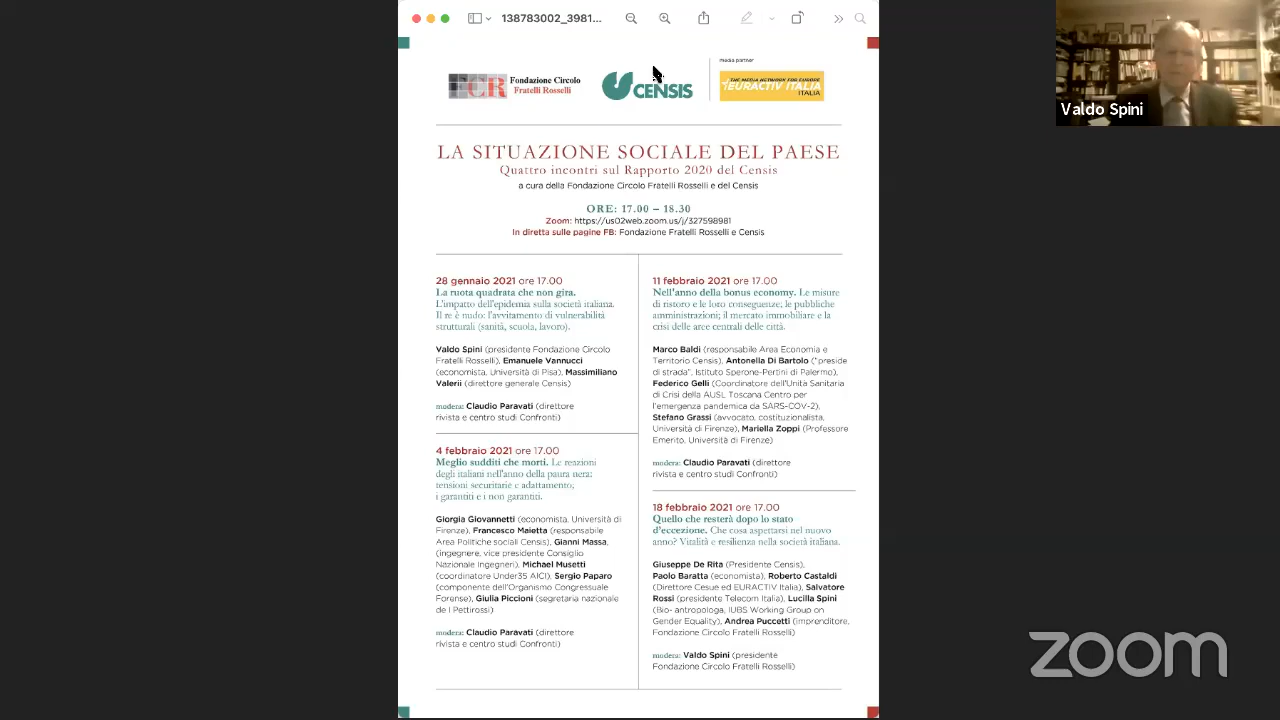 138783002_3981...
FCR
Fondazione Circolo
Fratelli Rosselli
CENSIS
media partner
THE MEDIA NETWORK FOR EUROPE
EURACTIV ITALIA
ITALIA
Valdo Spini
LA SITUAZIONE SOCIALE DEL PAESE
Quattro incontri sul Rapporto 2020 del Censis
a cura della Fondazione Circolo Fratelli Rosselli e del Censis
ORE: 17.00 – 18.30
Zoom: https://us02web.zoom.us/j/327598981
In diretta sulle pagine FB: Fondazione Fratelli Rosselli e Censis
28 gennaio 2021 ore 17.00
La ruota quadrata che non gira.
L'impatto dell'epidemia sulla società italiana.
Il re è nudo: l'avvitamento di vulnerabilità
strutturali (sanità, scuola, lavoro).
Valdo Spini (presidente Fondazione Circolo
Fratelli Rosselli), Emanuele Vannucci
(economista, Università di Pisa), Massimiliano
Valerii (direttore generale Censis)
modera: Claudio Paravati (direttore
rivista e centro studi Confronti)
4 febbraio 2021 ore 17.00
Meglio sudditi che morti. Le reazioni
degli italiani nell'anno della paura nera:
tensioni securitarie e adattamento;
i garantiti e i non garantiti.
Giorgia Giovannetti (economista, Università di
Firenze), Francesco Maietta (responsabile
Area Politiche sociali Censis), Gianni Massa,
(ingegnere, vice presidente Consiglio
Nazionale Ingegneri), Michael Musetti
(coordinatore Under35 AICI), Sergio Paparo
(componente dell'Organismo Congressuale
Forense), Giulia Piccioni (segretaria nazionale
de I Pettirossi)
modera: Claudio Paravati (direttore
rivista e centro studi Confronti)
11 febbraio 2021 ore 17.00
Nell'anno della bonus economy. Le misure
di ristoro e le loro conseguenze; le pubbliche
amministrazioni; il mercato immobiliare e la
crisi delle aree centrali delle città.
Marco Baldi (responsabile Area Economia e
Territorio Censis), Antonella Di Bartolo ("preside
di strada", Istituto Sperone-Pertini di Palermo),
Federico Gelli (Coordinatore dell'Unità Sanitaria
di Crisi della AUSL Toscana Centro per
l'emergenza pandemica da SARS-COV-2),
Stefano Grassi (avvocato, costituzionalista,
Università di Firenze), Mariella Zoppi (Professore
Emerito, Università di Firenze)
modera: Claudio Paravati (direttore
rivista e centro studi Confronti)
18 febbraio 2021 ore 17.00
Quello che resterà dopo lo stato
d'eccezione. Che cosa aspettarsi nel nuovo
anno? Vitalità e resilienza nella società italiana.
Giuseppe De Rita (Presidente Censis),
Paolo Baratta (economista), Roberto Castaldi
(Direttore Cesue ed EURACTIV Italia), Salvatore
Rossi (presidente Telecom Italia), Lucilla Spini
(Bio- antropologa, IUBS Working Group on
Gender Equality), Andrea Puccetti (imprenditore,
Fondazione Circolo Fratelli Rosselli)
modera: Valdo Spini (presidente
Fondazione Circolo Fratelli Rosselli)
zoom